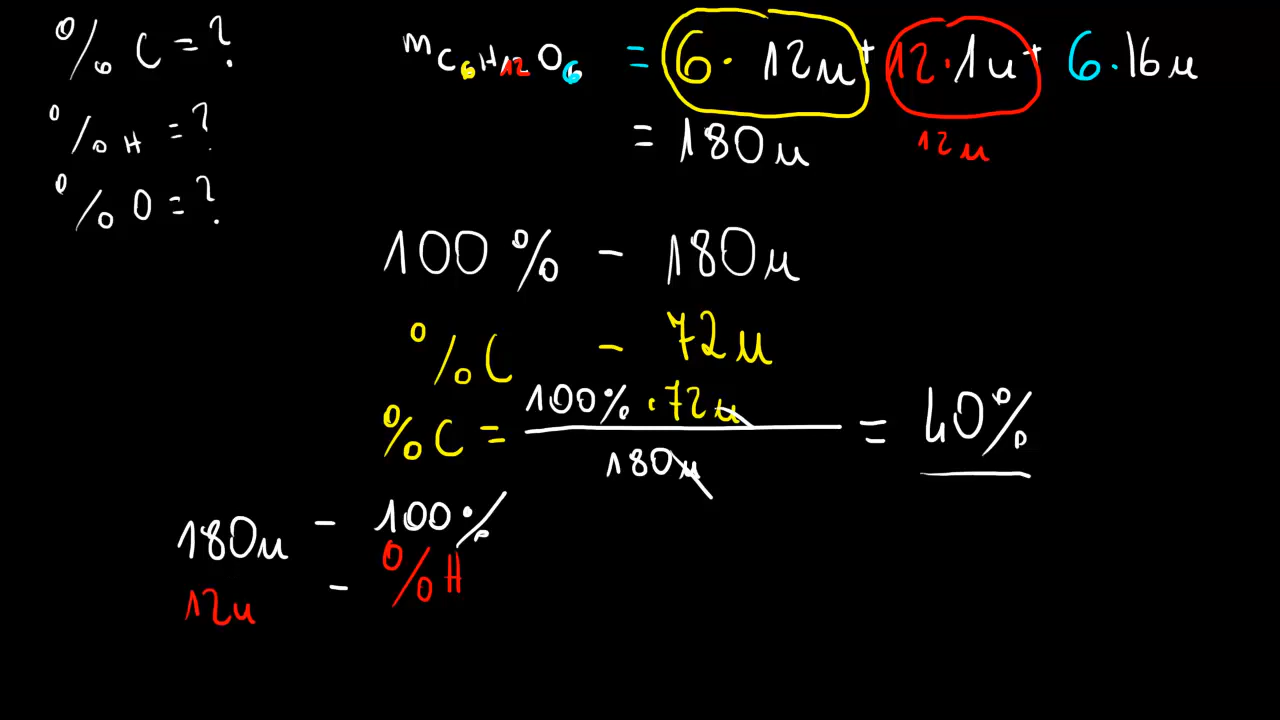 % C = ?
% H = ?
% O = ?
mC₆H₁₂O₆ = 6 · 12u + 12 · 1u + 6 · 16u
= 180u
12u
100% - 180u
%C - 72u
%C = 100% · 72u / 180u = 40%
180u - 100%
12u - %H